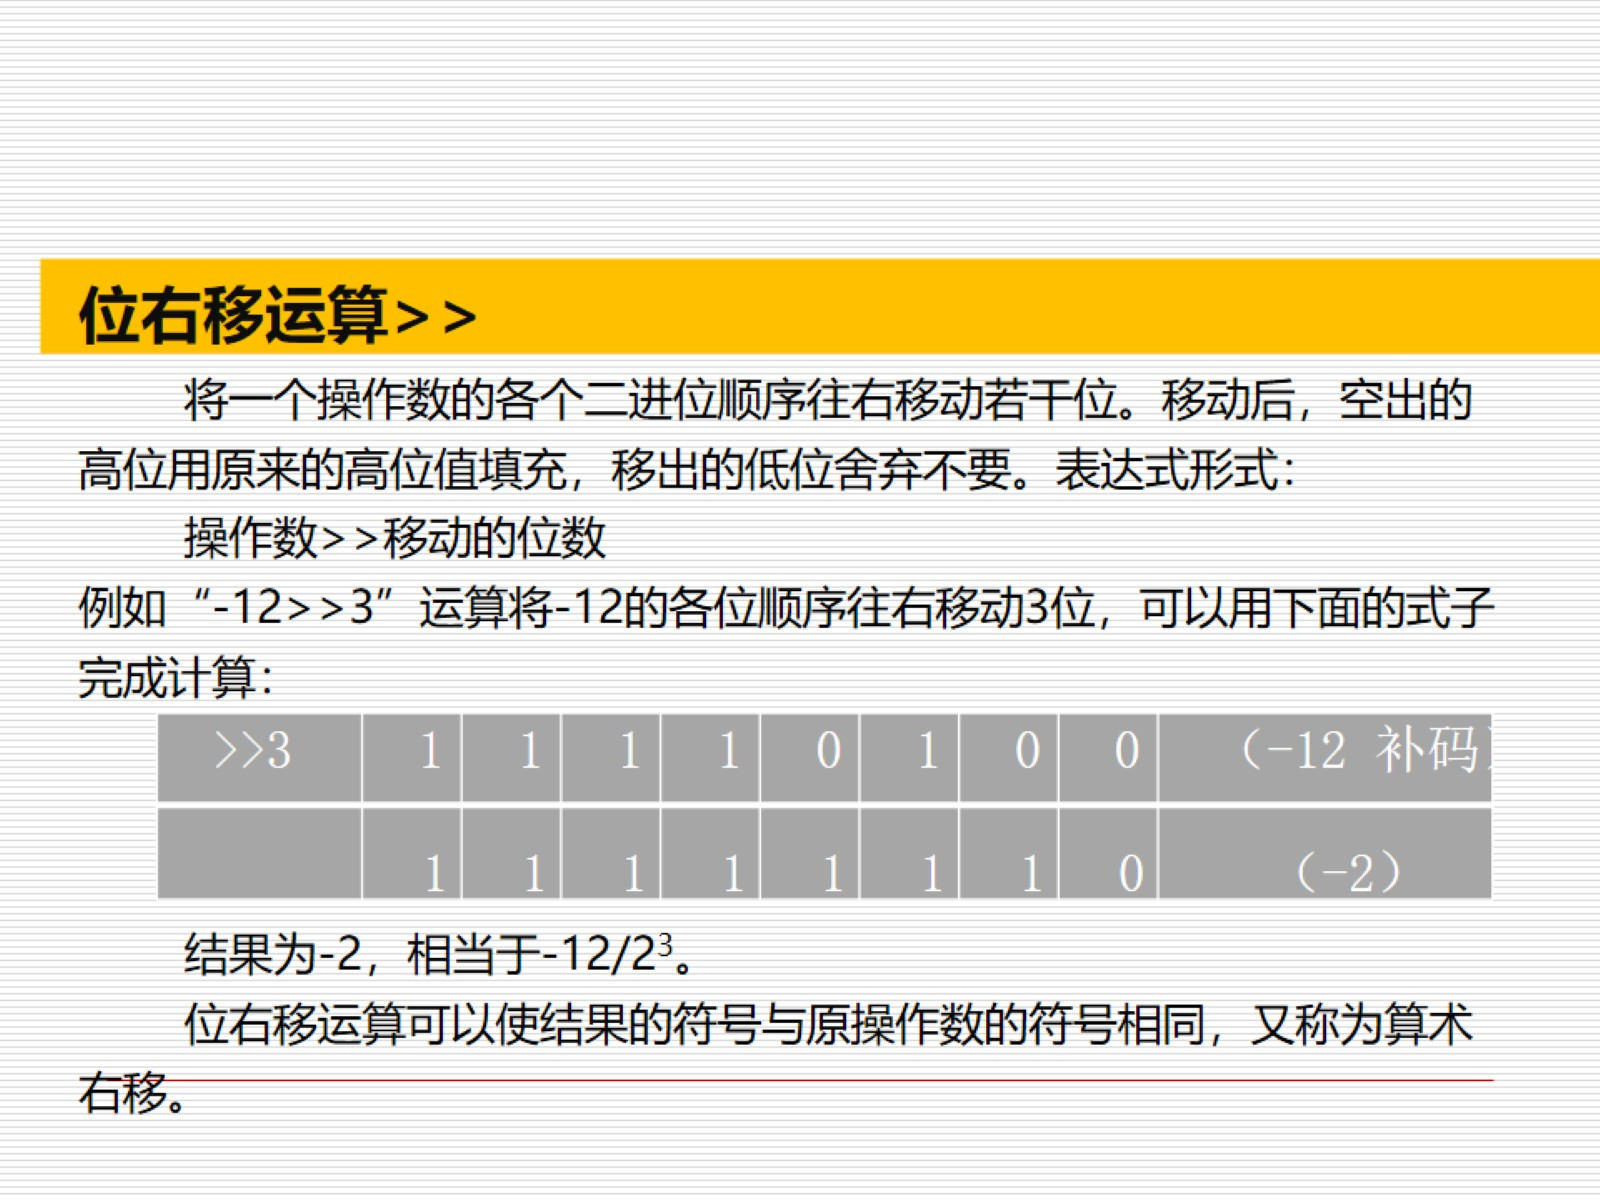 位右移运算>>
将一个操作数的各个二进位顺序往右移动若干位。移动后，空出的
高位用原来的高位值填充，移出的低位舍弃不要。表达式形式：
操作数>>移动的位数
例如“-12>>3”运算将-12的各位顺序往右移动3位，可以用下面的式子
完成计算：
>>3 1 1 1 1 0 1 0 0 （-12 补码）
1 1 1 1 1 1 1 0 （-2）
结果为-2，相当于-12/2³。
位右移运算可以使结果的符号与原操作数的符号相同，又称为算术
右移。